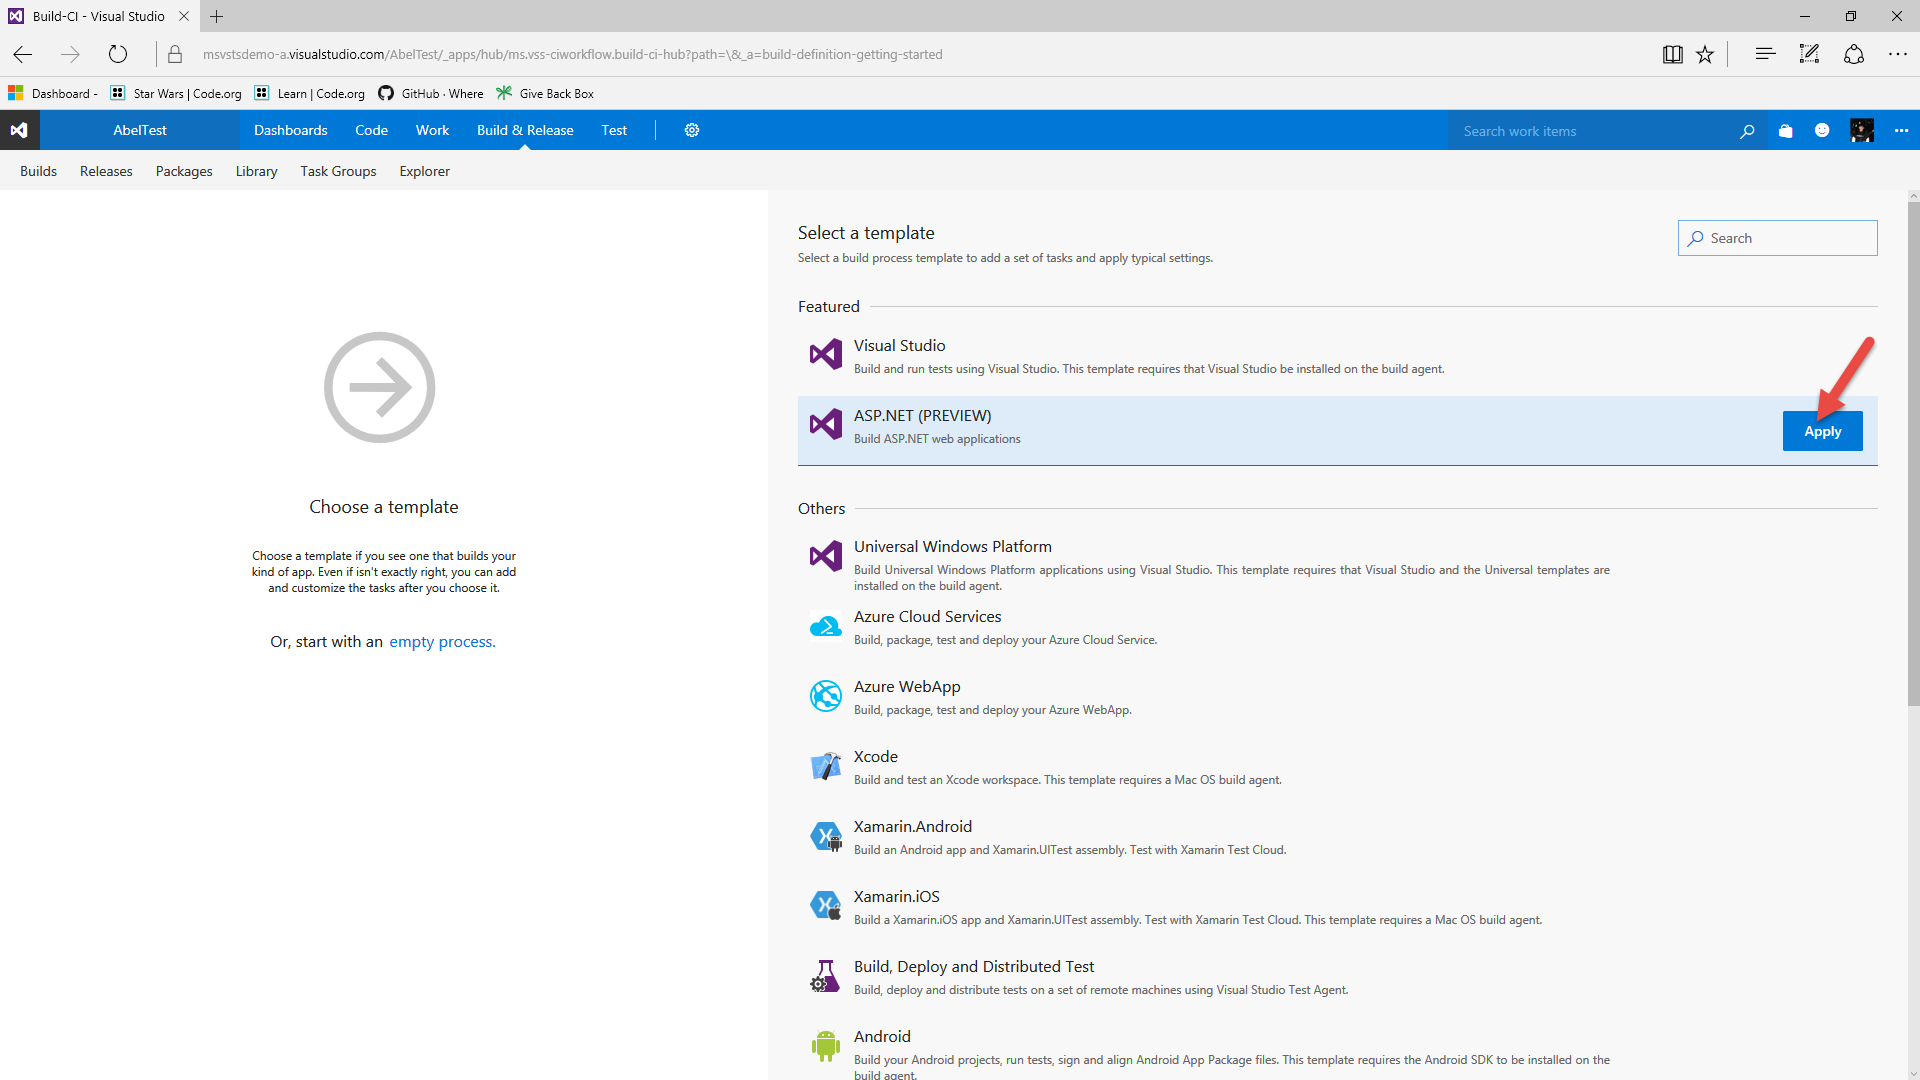 Build-CI - Visual Studio
msvstsdemo-a.visualstudio.com/AbelTest/_apps/hub/ms.vss-ciworkflow.build-ci-hub?path=\&_a=build-definition-getting-started
Dashboard - Star Wars | Code.org Learn | Code.org GitHub · Where Give Back Box
AbelTest Dashboards Code Work Build & Release Test Search work items
Builds Releases Packages Library Task Groups Explorer
Select a template
Search
Select a build process template to add a set of tasks and apply typical settings.
Featured
Visual Studio
Build and run tests using Visual Studio. This template requires that Visual Studio be installed on the build agent.
ASP.NET (PREVIEW)
Build ASP.NET web applications
Apply
Choose a template
Choose a template if you see one that builds your
kind of app. Even if isn't exactly right, you can add
and customize the tasks after you choose it.
Or, start with an empty process.
Others
Universal Windows Platform
Build Universal Windows Platform applications using Visual Studio. This template requires that Visual Studio and the Universal templates are
installed on the build agent.
Azure Cloud Services
Build, package, test and deploy your Azure Cloud Service.
Azure WebApp
Build, package, test and deploy your Azure WebApp.
Xcode
Build and test an Xcode workspace. This template requires a Mac OS build agent.
Xamarin.Android
Build an Android app and Xamarin.UITest assembly. Test with Xamarin Test Cloud.
Xamarin.iOS
Build a Xamarin.iOS app and Xamarin.UITest assembly. Test with Xamarin Test Cloud. This template requires a Mac OS build agent.
Build, Deploy and Distributed Test
Build, deploy and distribute tests on a set of remote machines using Visual Studio Test Agent.
Android
Build your Android projects, run tests, sign and align Android App Package files. This template requires the Android SDK to be installed on the
build agent.